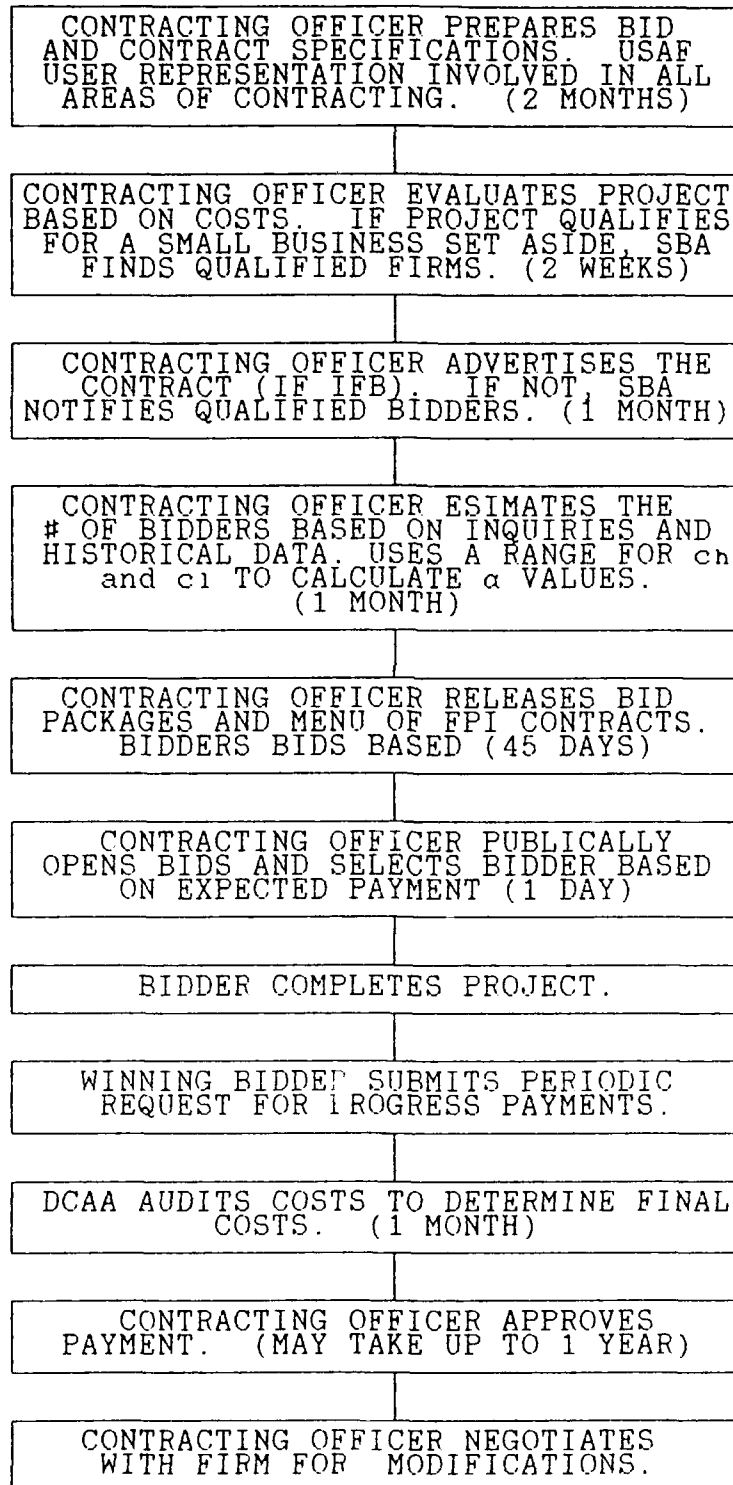 CONTRACTING OFFICER PREPARES BID
AND CONTRACT SPECIFICATIONS. USAF
USER REPRESENTATION INVOLVED IN ALL
AREAS OF CONTRACTING. (2 MONTHS)
CONTRACTING OFFICER EVALUATES PROJECT
BASED ON COSTS. IF PROJECT QUALIFIES
FOR A SMALL BUSINESS SET ASIDE, SBA
FINDS QUALIFIED FIRMS. (2 WEEKS)
CONTRACTING OFFICER ADVERTISES THE
CONTRACT (IF IFB). IF NOT, SBA
NOTIFIES QUALIFIED BIDDERS. (1 MONTH)
CONTRACTING OFFICER ESIMATES THE
# OF BIDDERS BASED ON INQUIRIES AND
HISTORICAL DATA. USES A RANGE FOR ch
and cl TO CALCULATE α VALUES.
(1 MONTH)
CONTRACTING OFFICER RELEASES BID
PACKAGES AND MENU OF FPI CONTRACTS.
BIDDERS BIDS BASED (45 DAYS)
CONTRACTING OFFICER PUBLICALLY
OPENS BIDS AND SELECTS BIDDER BASED
ON EXPECTED PAYMENT (1 DAY)
BIDDER COMPLETES PROJECT.
WINNING BIDDER SUBMITS PERIODIC
REQUEST FOR PROGRESS PAYMENTS.
DCAA AUDITS COSTS TO DETERMINE FINAL
COSTS. (1 MONTH)
CONTRACTING OFFICER APPROVES
PAYMENT. (MAY TAKE UP TO 1 YEAR)
CONTRACTING OFFICER NEGOTIATES
WITH FIRM FOR MODIFICATIONS.